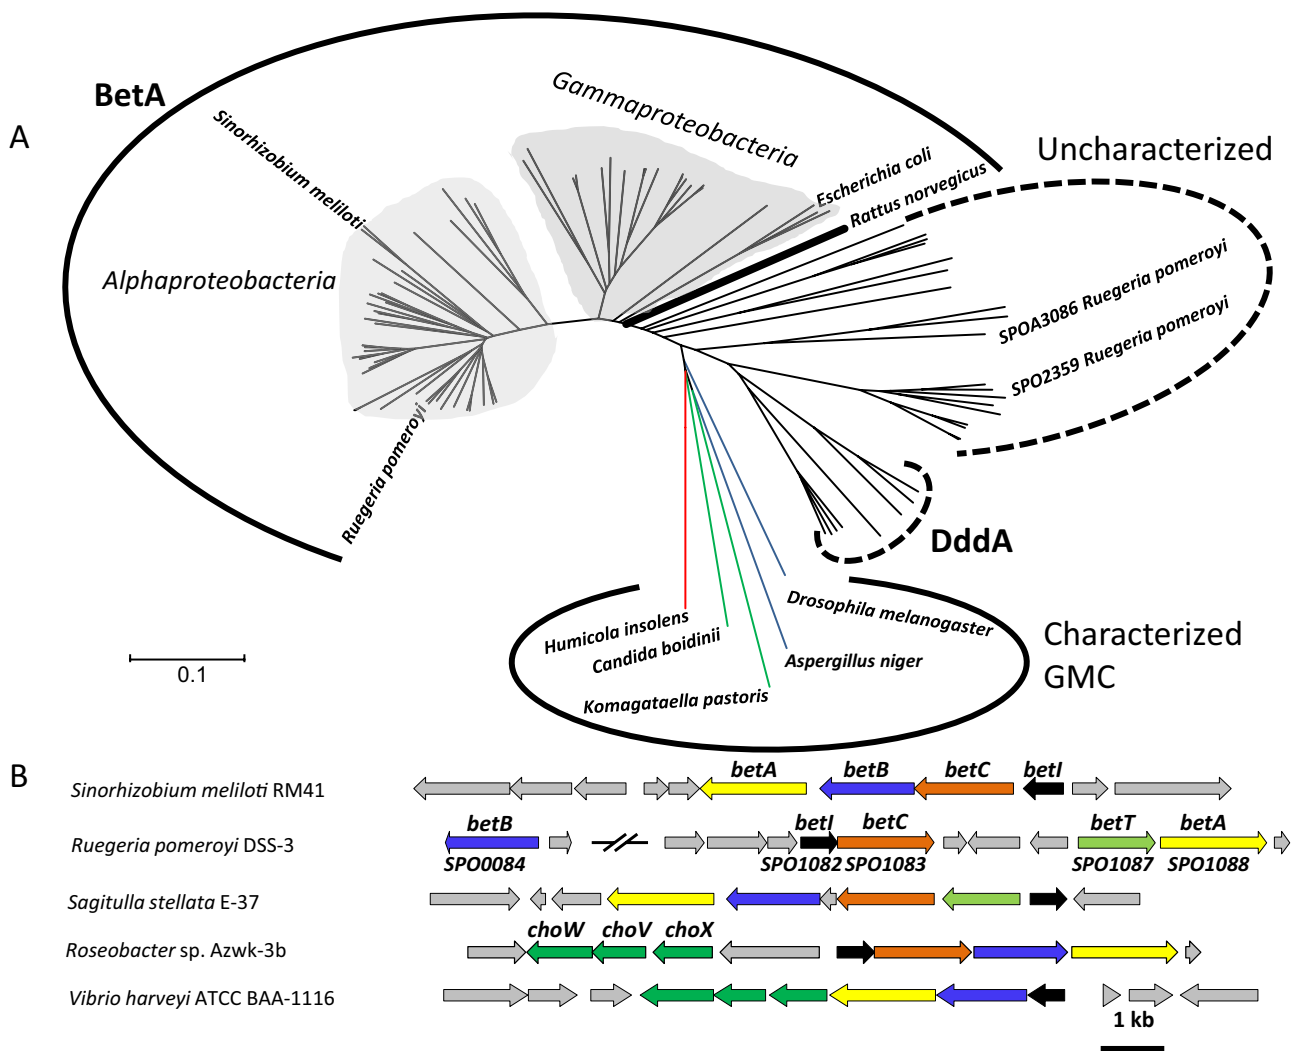 A
BetA
Gammaproteobacteria
Sinorhizobium meliloti
Escherichia coli
Rattus norvegicus
Uncharacterized
Alphaproteobacteria
SPOA3086 Ruegeria pomeroyi
SPO2359 Ruegeria pomeroyi
Ruegeria pomeroyi
DddA
Drosophila melanogaster
Humicola insolens
Candida boidinii
Aspergillus niger
Komagataella pastoris
Characterized
GMC
0.1
B
betA betB betC betI
Sinorhizobium meliloti RM41
betB betI betC betT betA
Ruegeria pomeroyi DSS-3
SPO0084 SPO1082 SPO1083 SPO1087 SPO1088
Sagitulla stellata E-37
choW choV choX
Roseobacter sp. Azwk-3b
Vibrio harveyi ATCC BAA-1116
1 kb